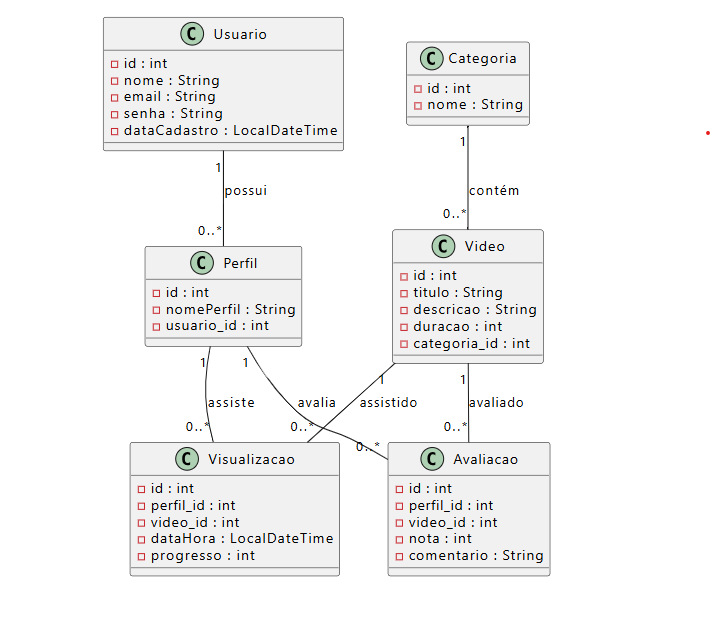 C Usuario
id : int
nome : String
email : String
senha : String
dataCadastro : LocalDateTime
C Categoria
id : int
nome : String
1
possui
0..*
1
contém
0..*
C Perfil
id : int
nomePerfil : String
usuario_id : int
C Video
id : int
titulo : String
descricao : String
duracao : int
categoria_id : int
1
assiste
0..*
1
avalia
0..*
1
assistido
0..*
1
avaliado
0..*
C Visualizacao
id : int
perfil_id : int
video_id : int
dataHora : LocalDateTime
progresso : int
C Avaliacao
id : int
perfil_id : int
video_id : int
nota : int
comentario : String